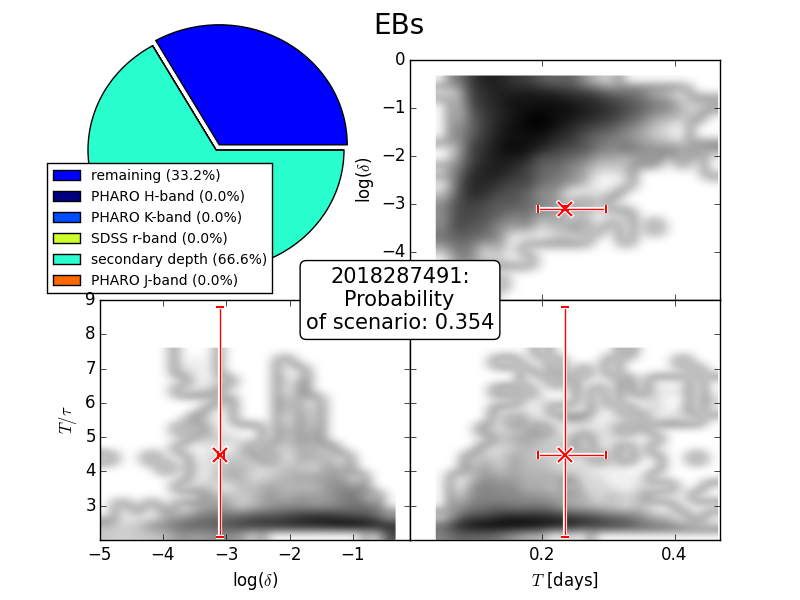 EBs
remaining (33.2%)
PHARO H-band (0.0%)
PHARO K-band (0.0%)
SDSS r-band (0.0%)
secondary depth (66.6%)
PHARO J-band (0.0%)
0
−1
−2
−3
−4
log(δ)
2018287491:
Probability
of scenario: 0.354
9
8
7
6
5
4
3
T/τ
−5
−4
−3
−2
−1
log(δ)
0.2
0.4
T [days]